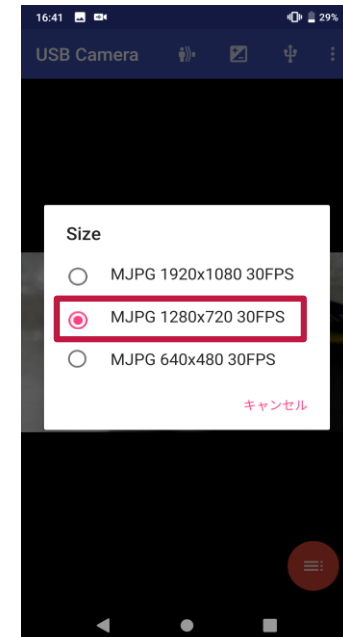 16:41
29%
USB Camera
Size
MJPG 1920x1080 30FPS
MJPG 1280x720 30FPS
MJPG 640x480 30FPS
キャンセル